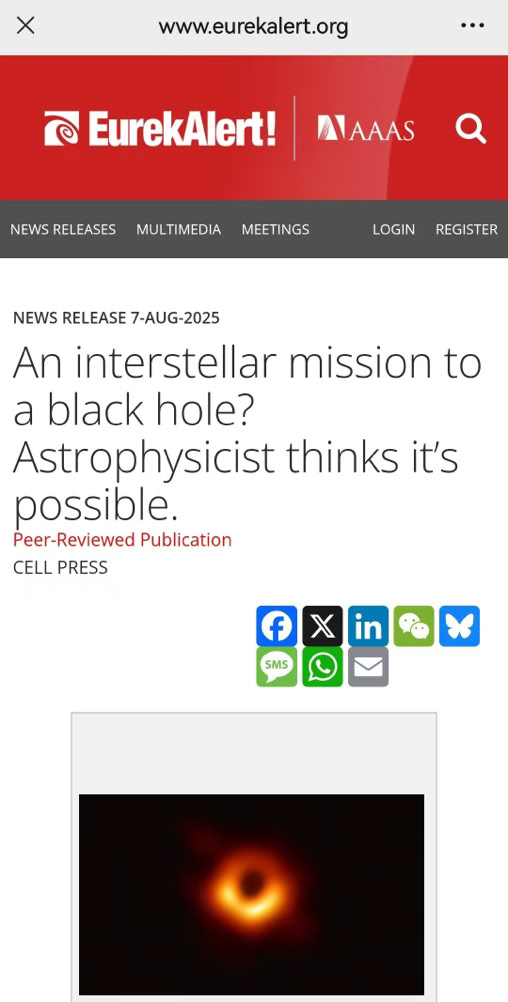 www.eurekalert.org
EurekAlert! AAAS
NEWS RELEASES MULTIMEDIA MEETINGS LOGIN REGISTER
NEWS RELEASE 7-AUG-2025
An interstellar mission to
a black hole?
Astrophysicist thinks it’s
possible.
Peer-Reviewed Publication
CELL PRESS
SMS